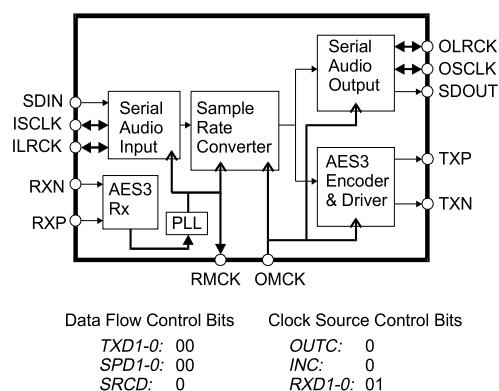 Serial
Audio
Output
OLRCK
OSCLK
SDOUT
SDIN
ISCLK
ILRCK
Serial
Audio
Input
Sample
Rate
Converter
RXN
RXP
AES3
Rx
PLL
AES3
Encoder
& Driver
TXP
TXN
RMCK
OMCK
Data Flow Control Bits
TXD1-0: 00
SPD1-0: 00
SRCD: 0
Clock Source Control Bits
OUTC: 0
INC: 0
RXD1-0: 01